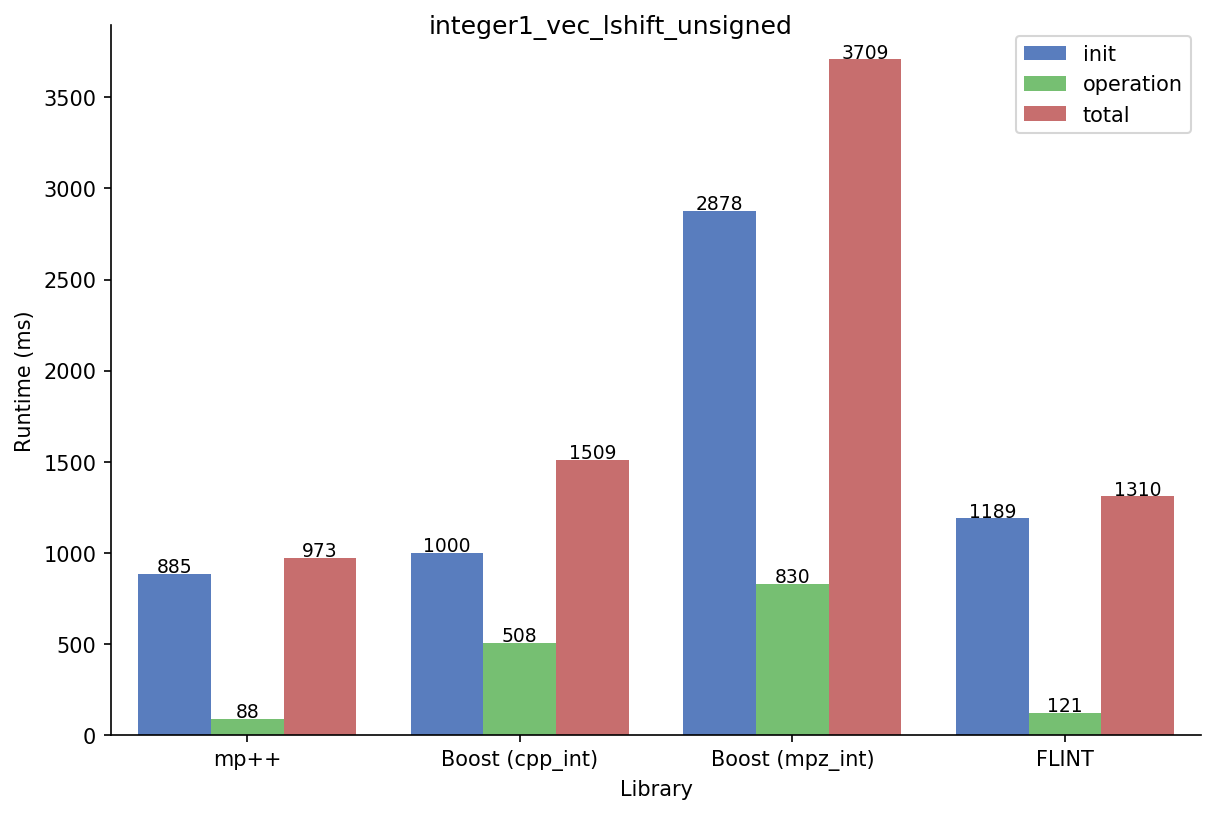 integer1_vec_lshift_unsigned
init
operation
total
Runtime (ms)
3500
3000
2500
2000
1500
1000
500
0
885
88
973
1000
508
1509
2878
830
3709
1189
121
1310
mp++
Boost (cpp_int)
Boost (mpz_int)
FLINT
Library